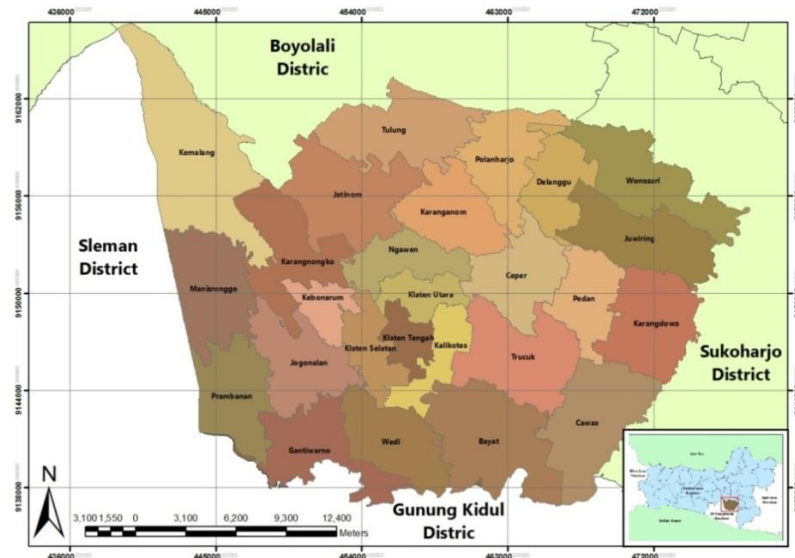 436000 445000 454000 463000 472000
Boyolali
Distric
9162000
Tulung
Kemalang
Polanharjo
Delanggu
Wonosari
9156000
Jatinom
Karanganom
Juwiring
Sleman
District
Ngawen
Karangnongko
Ceper
Manisrenggo
Kebonarum
Klaten Utara
Pedan
9150000
Karangdowo
Klaten Tengah
Kalikotes
Klaten Selatan
Trucuk
Jogonalan
Sukoharjo
District
9144000
Prambanan
Cawas
Gantiwarno
Wedi
Bayat
N
9138000
Gunung Kidul
Distric
3,100 1,550 0 3,100 6,200 9,300 12,400
Meters
436000 445000 454000 463000 472000